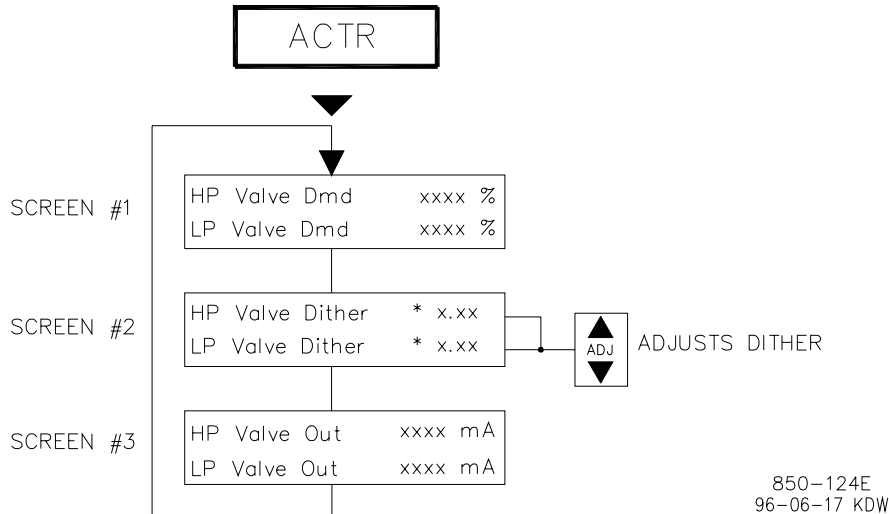 ACTR
SCREEN #1
HP Valve Dmd xxxx %
LP Valve Dmd xxxx %
SCREEN #2
HP Valve Dither * x.xx
LP Valve Dither * x.xx
ADJ
ADJUSTS DITHER
SCREEN #3
HP Valve Out xxxx mA
LP Valve Out xxxx mA
850-124E
96-06-17 KDW